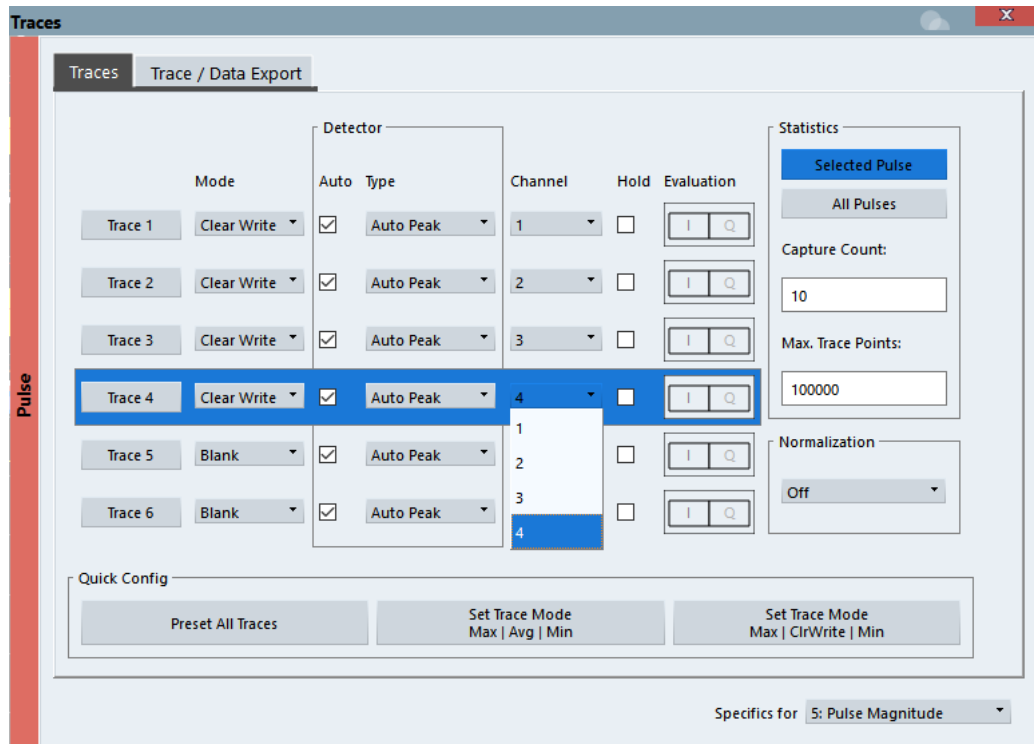 Traces
X
Pulse
Traces
Trace / Data Export
Detector
Mode Auto Type Channel Hold Evaluation
Trace 1 Clear Write Auto Peak 1 I Q
Trace 2 Clear Write Auto Peak 2 I Q
Trace 3 Clear Write Auto Peak 3 I Q
Trace 4 Clear Write Auto Peak 4 I Q
1
2
3
4
Trace 5 Blank Auto Peak I Q
Trace 6 Blank Auto Peak I Q
Statistics
Selected Pulse
All Pulses
Capture Count:
10
Max. Trace Points:
100000
Normalization
Off
Quick Config
Preset All Traces
Set Trace Mode
Max | Avg | Min
Set Trace Mode
Max | ClrWrite | Min
Specifics for 5: Pulse Magnitude